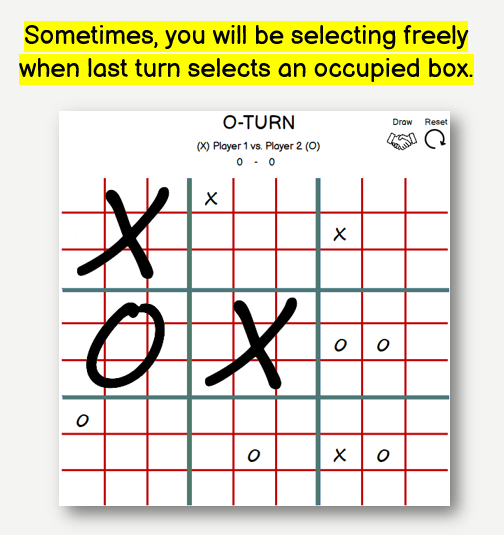 Sometimes, you will be selecting freely
when last turn selects an occupied box.
O-TURN
Draw
Reset
(X) Player 1 vs. Player 2 (O)
0 - 0
X
X
X
O
X
O O
O
O
X O